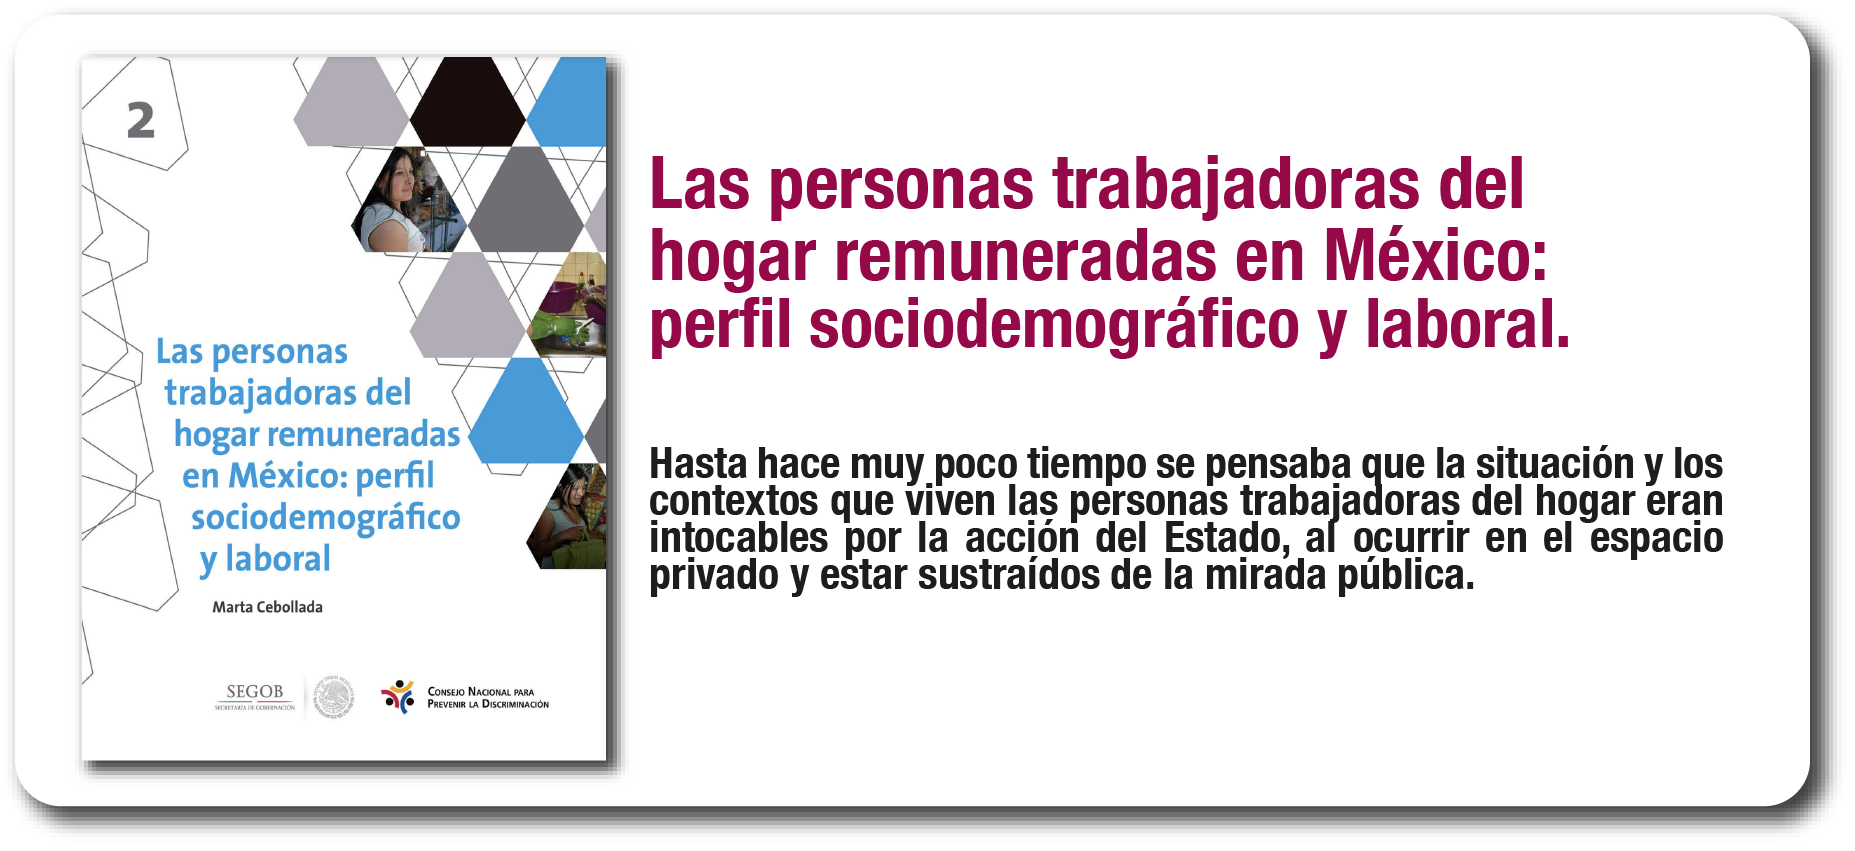 2
Las personas
trabajadoras del
hogar remuneradas
en México: perfil
sociodemográfico
y laboral
Marta Cebollada
SEGOB
SECRETARÍA DE GOBERNACIÓN
CONSEJO NACIONAL PARA
PREVENIR LA DISCRIMINACIÓN
Las personas trabajadoras del
hogar remuneradas en México:
perfil sociodemográfico y laboral.
Hasta hace muy poco tiempo se pensaba que la situación y los
contextos que viven las personas trabajadoras del hogar eran
intocables por la acción del Estado, al ocurrir en el espacio
privado y estar sustraídos de la mirada pública.